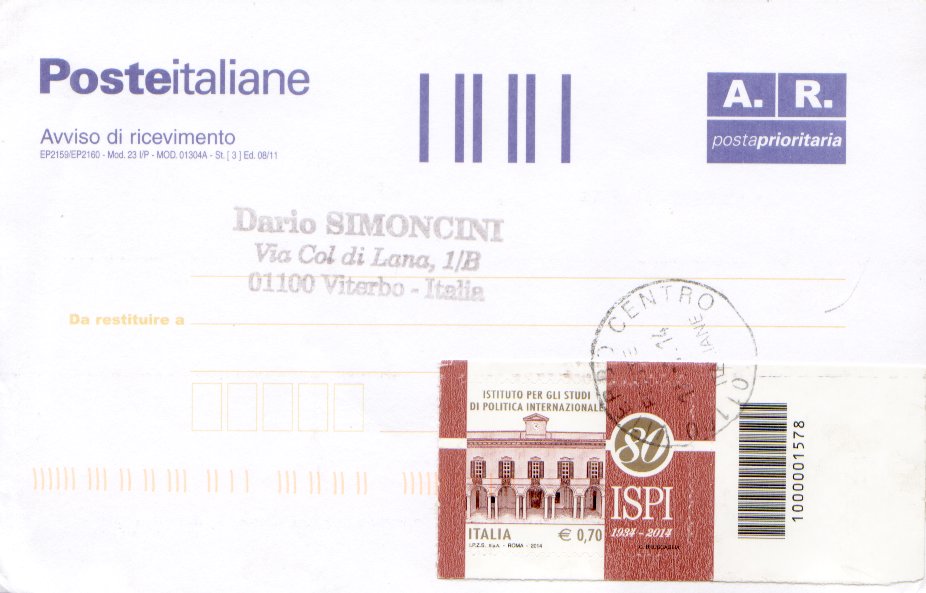 Posteitaliane
Avviso di ricevimento
EP2159/EP2160 - Mod. 23 I/P - MOD. 01304A - St. [ 3 ] Ed. 08/11
A. R.
postaprioritaria
Dario SIMONCINI
Via Col di Lana, 1/B
01100 Viterbo - Italia
Da restituire a
CENTRO
ISTITUTO PER GLI STUDI
DI POLITICA INTERNAZIONALE
80
ISPI
1934 - 2014
ITALIA € 0,70
I.P.Z.S. S.p.A. - ROMA - 2014
1000001578